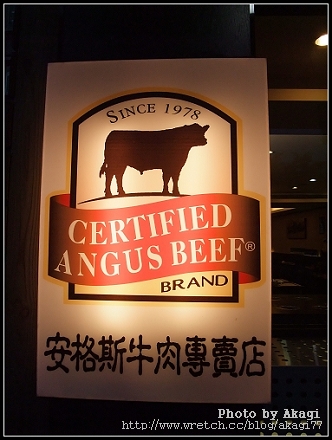 SINCE 1978
CERTIFIED
ANGUS BEEF®
BRAND
安格斯牛肉專賣店
Photo by Akagi
http://www.wretch.cc/blog/akagi77